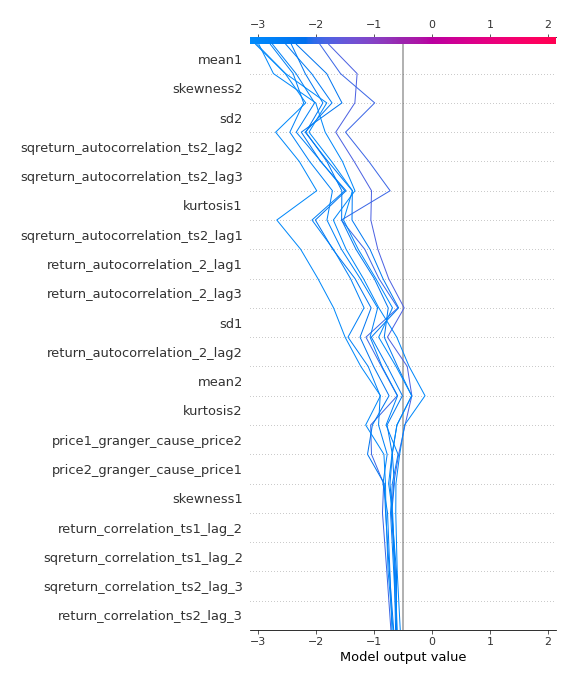 −3 −2 −1 0 1 2
mean1
skewness2
sd2
sqreturn_autocorrelation_ts2_lag2
sqreturn_autocorrelation_ts2_lag3
kurtosis1
sqreturn_autocorrelation_ts2_lag1
return_autocorrelation_2_lag1
return_autocorrelation_2_lag3
sd1
return_autocorrelation_2_lag2
mean2
kurtosis2
price1_granger_cause_price2
price2_granger_cause_price1
skewness1
return_correlation_ts1_lag_2
sqreturn_correlation_ts1_lag_2
sqreturn_correlation_ts2_lag_3
return_correlation_ts2_lag_3
−3 −2 −1 0 1 2
Model output value